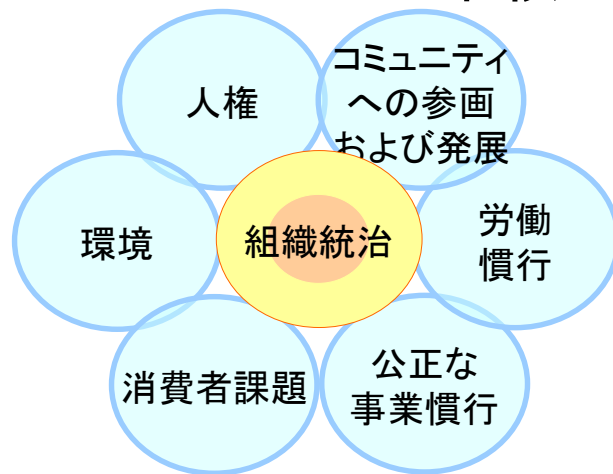 人権
コミュニティ
への参画
および発展
環境
組織統治
労働
慣行
消費者課題
公正な
事業慣行